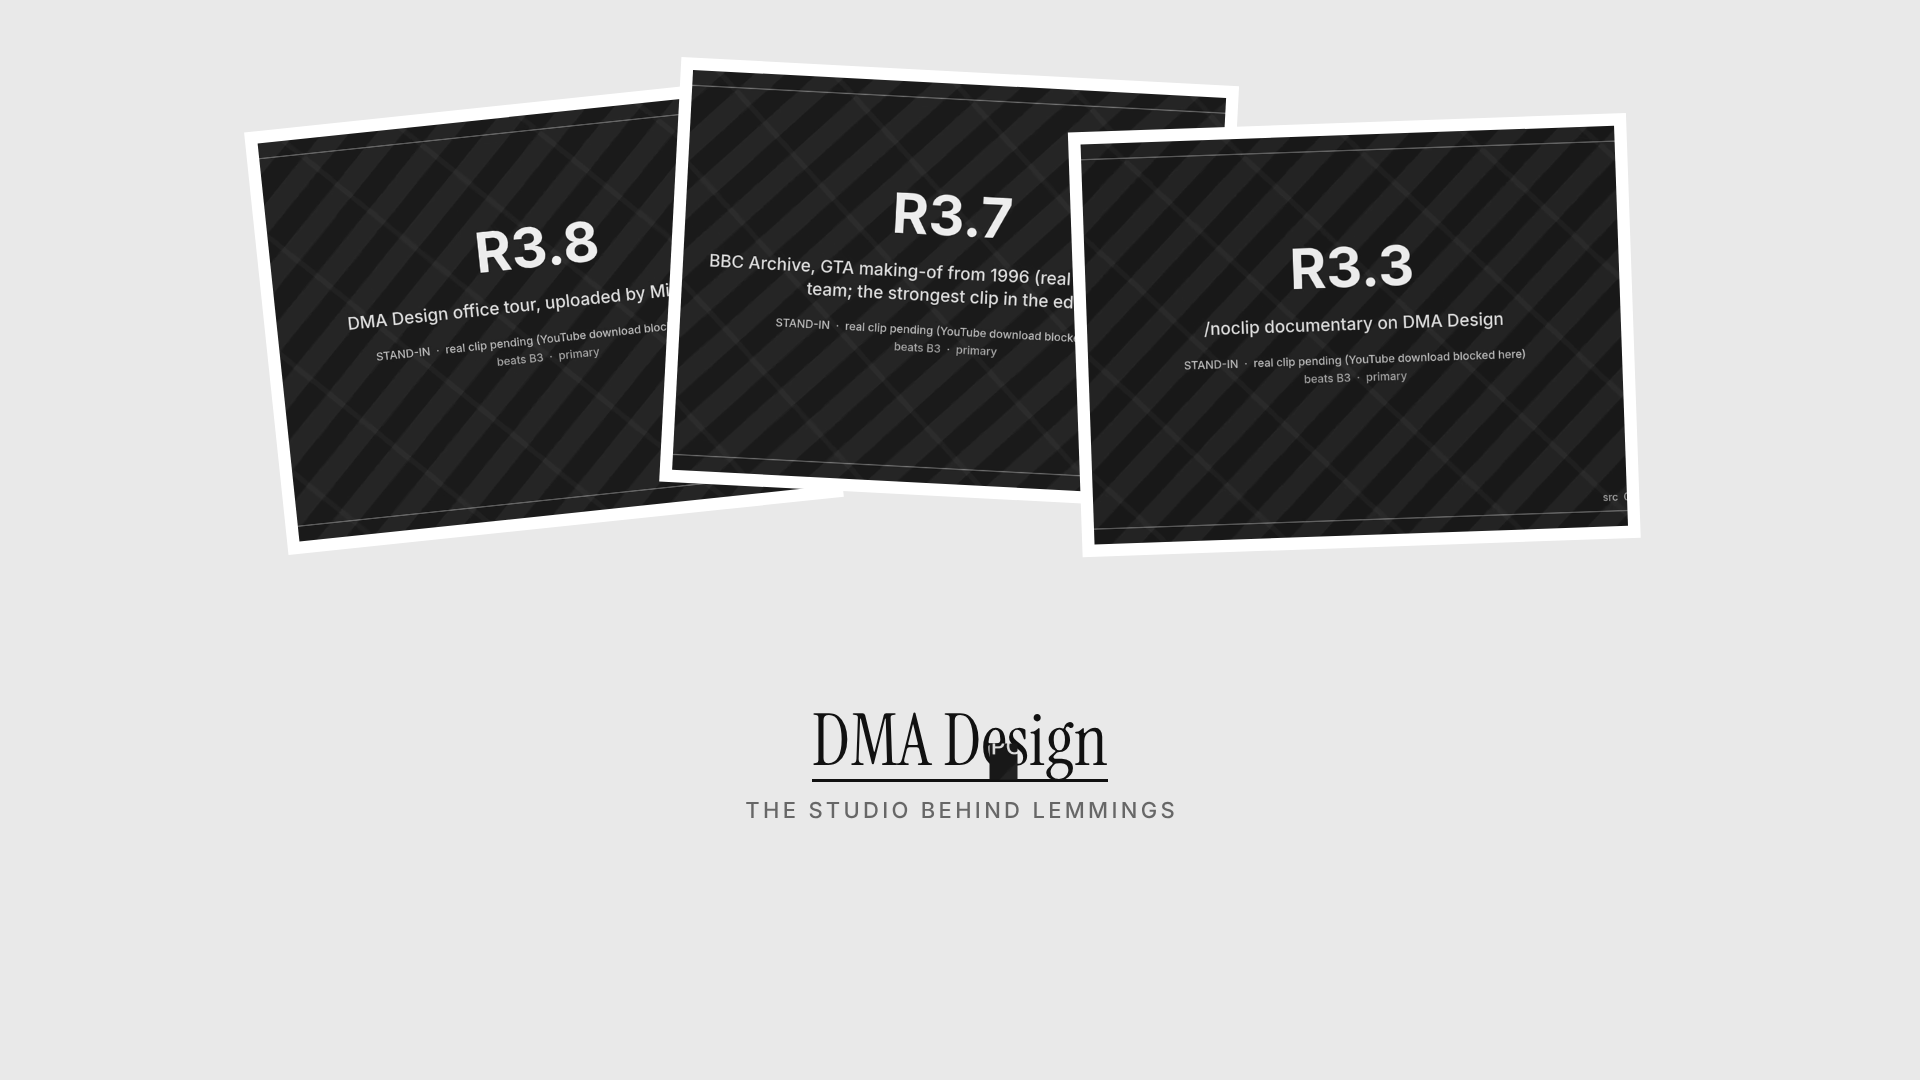 R3.8
DMA Design office tour, uploaded by
STAND-IN · real clip pending (YouTube download
beats B3 · primary
R3.7
BBC Archive, GTA making-of from 1996 (real
team; the strongest clip in the
STAND-IN · real clip pending (YouTube download
beats B3 · primary
R3.3
/noclip documentary on DMA Design
STAND-IN · real clip pending (YouTube download blocked here)
beats B3 · primary
src
DMA Design
THE STUDIO BEHIND LEMMINGS